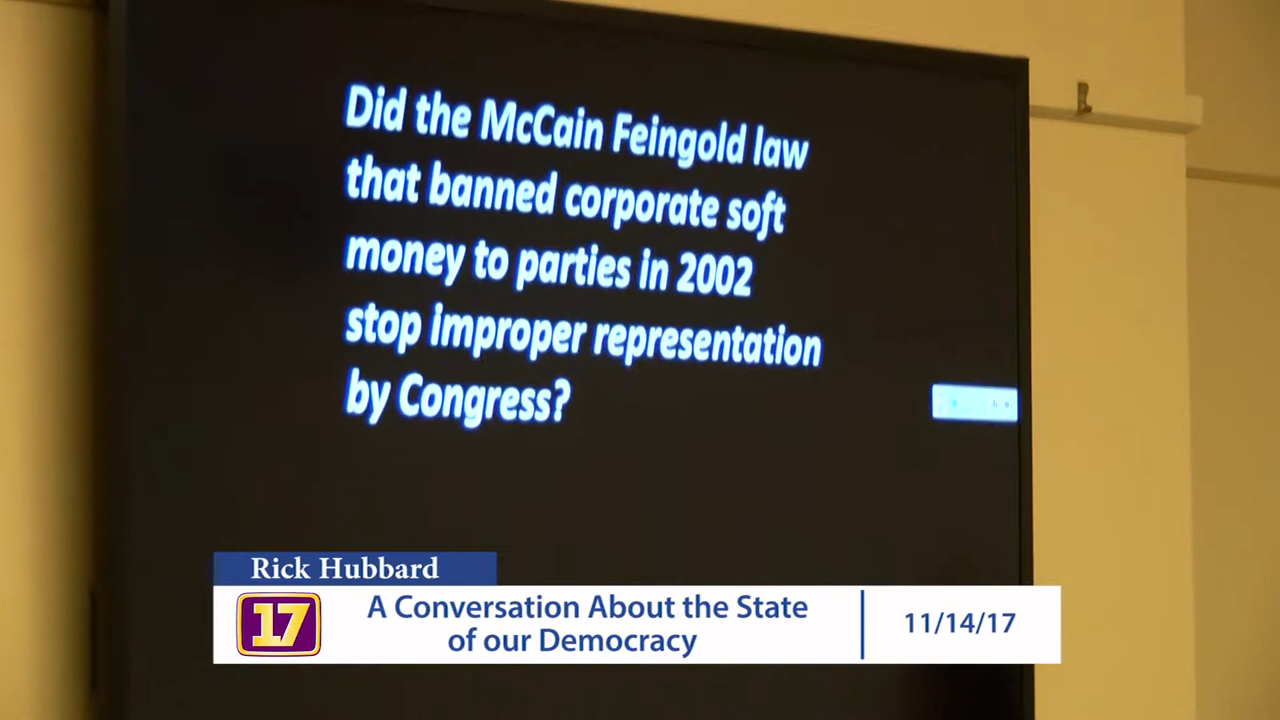 Did the McCain Feingold law
that banned corporate soft
money to parties in 2002
stop improper representation
by Congress?
Rick Hubbard
17
A Conversation About the State
of our Democracy
11/14/17